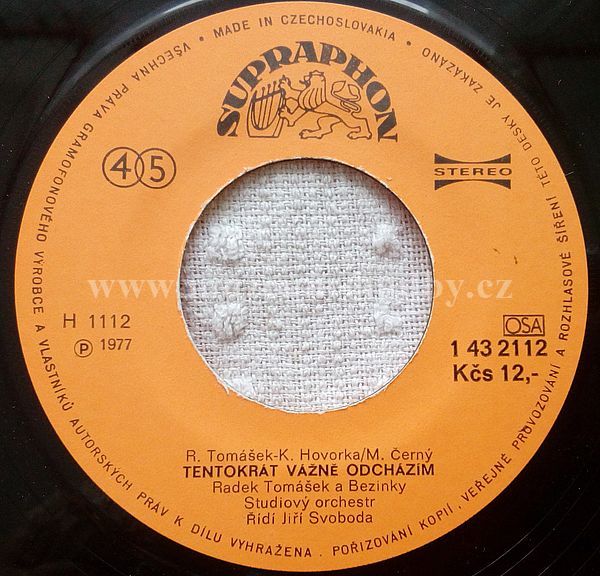 VŠECHNA PRÁVA GRAMOFONOVÉHO VÝROBCE A VLASTNÍKŮ AUTORSKÝCH PRÁV K DÍLU VYHRAŽENA. POŘIZOVÁNÍ KOPIÍ, VEŘEJNÉ PROVOZOVÁNÍ A ROZHLASOVÉ ŠÍŘENÍ TÉTO DESKY JE ZAKÁZÁNO • MADE IN CZECHOSLOVAKIA •
SUPRAPHON
45
STEREO
H 1112
Ⓟ 1977
OSA
1 43 2112
Kčs 12,-
R. Tomášek-K. Hovorka/M. Černý
TENTOKRÁT VÁŽNĚ ODCHÁZÍM
Radek Tomášek a Bezinky
Studiový orchestr
Řídí Jiří Svoboda